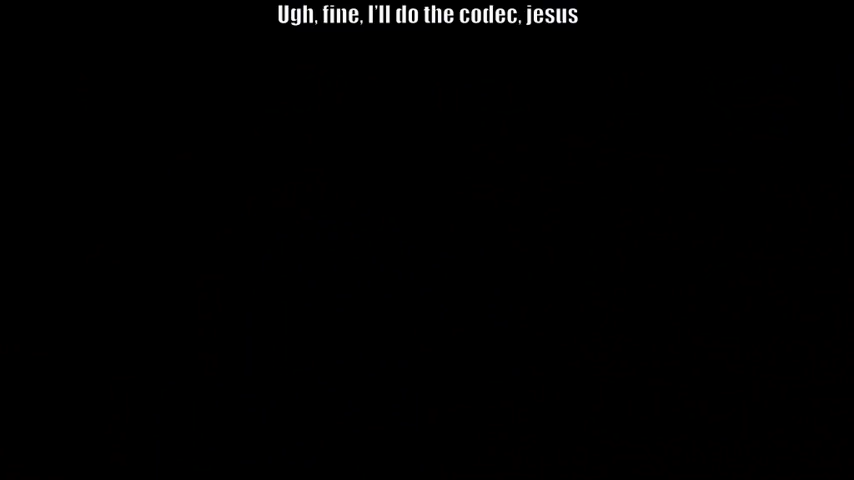 Ugh, fine, I'll do the codec, jesus